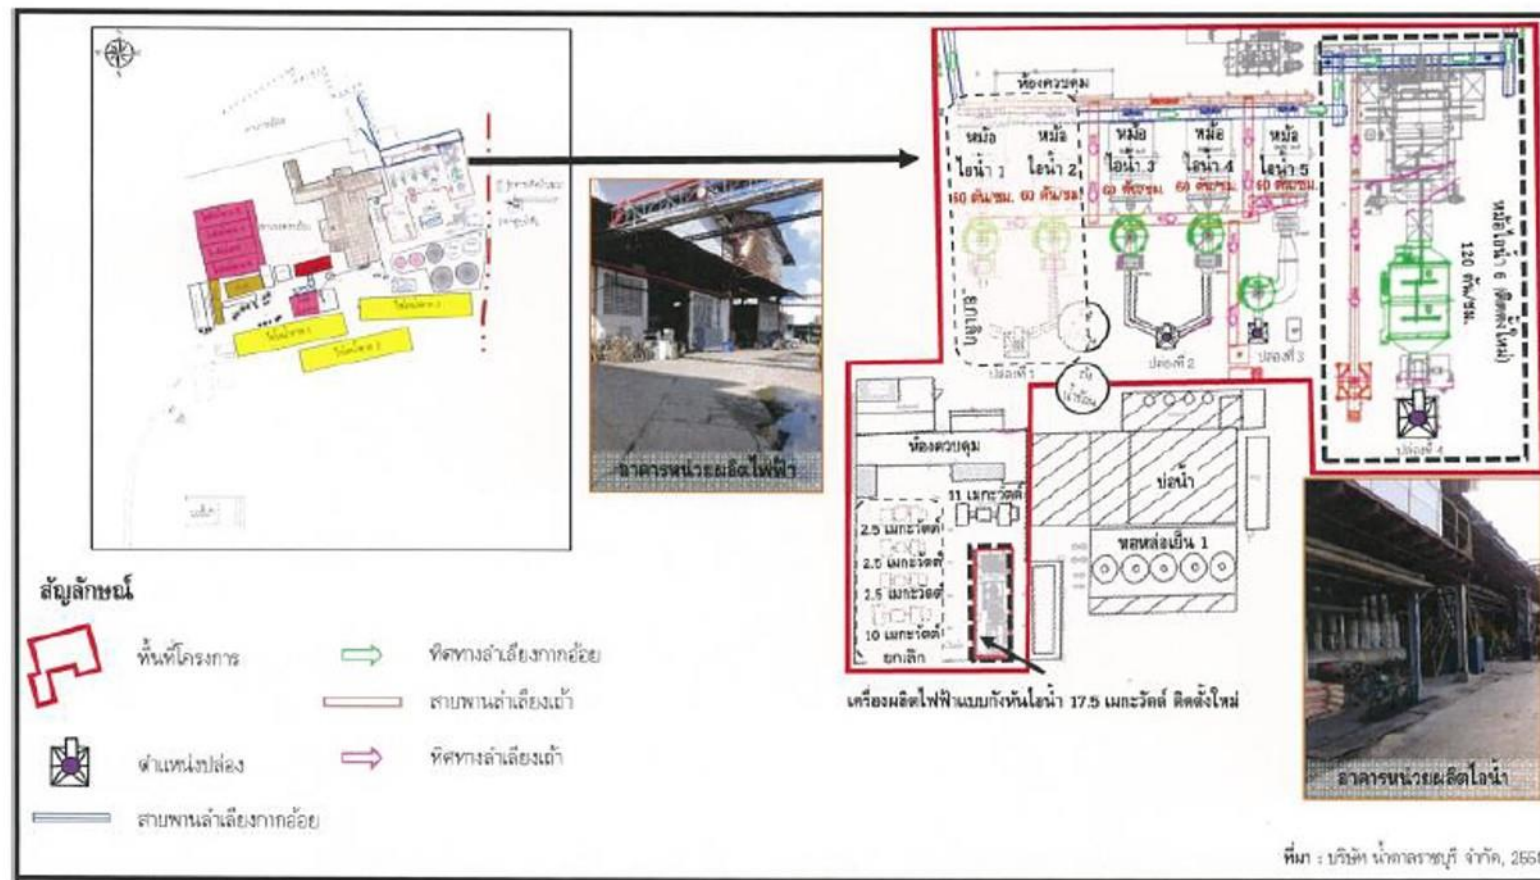 ห้องควบคุม
หม้อ
ไอน้ำ 1
60 ตัน/ชม.
หม้อ
ไอน้ำ 2
60 ตัน/ชม.
หม้อ
ไอน้ำ 3
60 ตัน/ชม.
หม้อ
ไอน้ำ 4
60 ตัน/ชม.
หม้อ
ไอน้ำ 5
60 ตัน/ชม.
หม้อไอน้ำ 6 (ติดตั้งใหม่)
120 ตัน/ชม.
ยกเลิก
ปล่องที่ 1
ปล่องที่ 2
ปล่องที่ 3
ปล่องที่ 4
ถัง
น้ำร้อน
อาคารหน่วยผลิตไฟฟ้า
ห้องควบคุม
11 เมกะวัตต์
2.5 เมกะวัตต์
2.5 เมกะวัตต์
2.5 เมกะวัตต์
10 เมกะวัตต์
ยกเลิก
บ่อน้ำ
หอหล่อเย็น 1
เครื่องผลิตไฟฟ้าแบบกังหันไอน้ำ 17.5 เมกะวัตต์ ติดตั้งใหม่
อาคารหน่วยผลิตไอน้ำ
สัญลักษณ์
พื้นที่โครงการ
ตำแหน่งปล่อง
สายพานลำเลียงกากอ้อย
ทิศทางลำเลียงกากอ้อย
สายพานลำเลียงเถ้า
ทิศทางลำเลียงเถ้า
ที่มา : บริษัท น้ำตาลราชบุรี จำกัด,